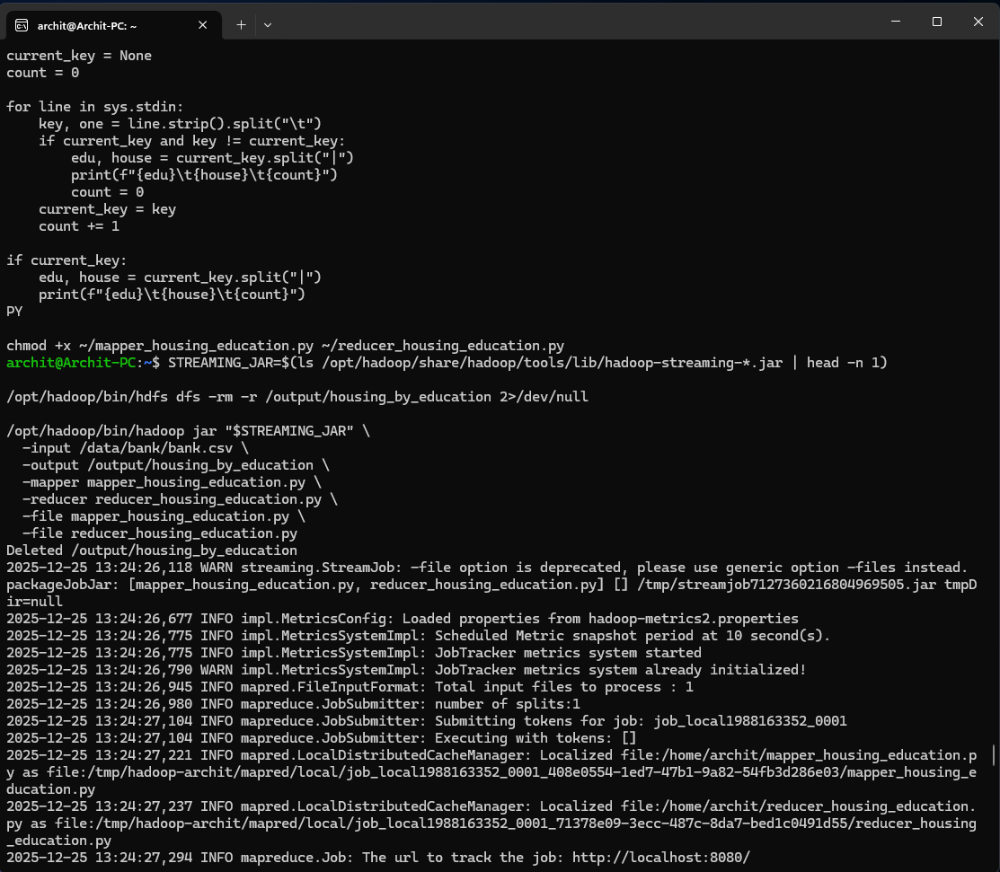 archit@Archit-PC: ~
current_key = None
count = 0
for line in sys.stdin:
    key, one = line.strip().split("\t")
    if current_key and key != current_key:
        edu, house = current_key.split("|")
        print(f"{edu}\t{house}\t{count}")
        count = 0
    current_key = key
    count += 1
if current_key:
    edu, house = current_key.split("|")
    print(f"{edu}\t{house}\t{count}")
PY
chmod +x ~/mapper_housing_education.py ~/reducer_housing_education.py
archit@Archit-PC:~$ STREAMING_JAR=$(ls /opt/hadoop/share/hadoop/tools/lib/hadoop-streaming-*.jar | head -n 1)
/opt/hadoop/bin/hdfs dfs -rm -r /output/housing_by_education 2>/dev/null
/opt/hadoop/bin/hadoop jar "$STREAMING_JAR" \
  -input /data/bank/bank.csv \
  -output /output/housing_by_education \
  -mapper mapper_housing_education.py \
  -reducer reducer_housing_education.py \
  -file mapper_housing_education.py \
  -file reducer_housing_education.py
Deleted /output/housing_by_education
2025-12-25 13:24:26,118 WARN streaming.StreamJob: -file option is deprecated, please use generic option -files instead.
packageJobJar: [mapper_housing_education.py, reducer_housing_education.py] [] /tmp/streamjob7127360216804969505.jar tmpD
ir=null
2025-12-25 13:24:26,677 INFO impl.MetricsConfig: Loaded properties from hadoop-metrics2.properties
2025-12-25 13:24:26,775 INFO impl.MetricsSystemImpl: Scheduled Metric snapshot period at 10 second(s).
2025-12-25 13:24:26,775 INFO impl.MetricsSystemImpl: JobTracker metrics system started
2025-12-25 13:24:26,790 WARN impl.MetricsSystemImpl: JobTracker metrics system already initialized!
2025-12-25 13:24:26,945 INFO mapred.FileInputFormat: Total input files to process : 1
2025-12-25 13:24:26,980 INFO mapreduce.JobSubmitter: number of splits:1
2025-12-25 13:24:27,104 INFO mapreduce.JobSubmitter: Submitting tokens for job: job_local1988163352_0001
2025-12-25 13:24:27,104 INFO mapreduce.JobSubmitter: Executing with tokens: []
2025-12-25 13:24:27,221 INFO mapred.LocalDistributedCacheManager: Localized file:/home/archit/mapper_housing_education.p
y as file:/tmp/hadoop-archit/mapred/local/job_local1988163352_0001_408e0554-1ed7-47b1-9a82-54fb3d286e03/mapper_housing_e
ducation.py
2025-12-25 13:24:27,237 INFO mapred.LocalDistributedCacheManager: Localized file:/home/archit/reducer_housing_education.
py as file:/tmp/hadoop-archit/mapred/local/job_local1988163352_0001_71378e09-3ecc-487c-8da7-bed1c0491d55/reducer_housing
_education.py
2025-12-25 13:24:27,294 INFO mapreduce.Job: The url to track the job: http://localhost:8080/